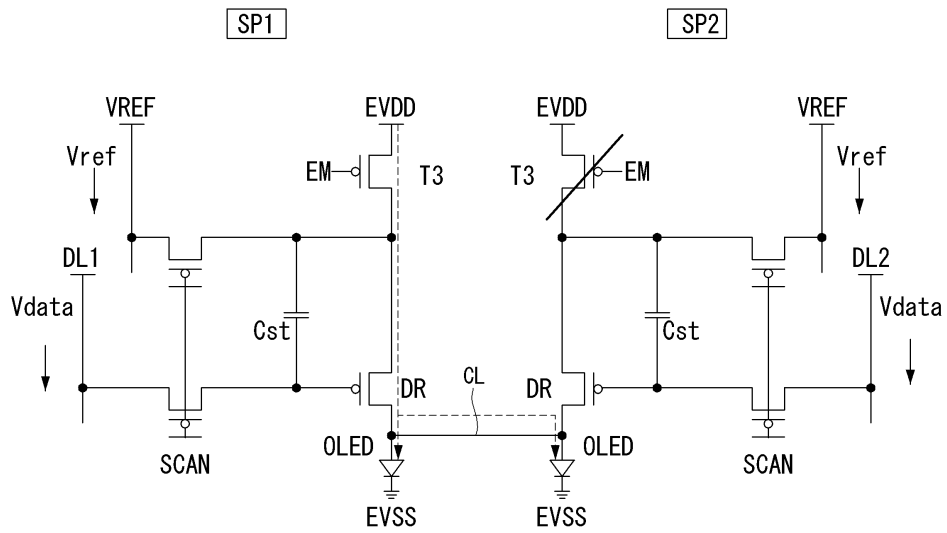 SP1 SP2
VREF EVDD EVDD VREF
Vref EM T3 T3 EM Vref
DL1 DL2
Vdata Cst Cst Vdata
DR CL DR
OLED OLED
SCAN SCAN
EVSS EVSS